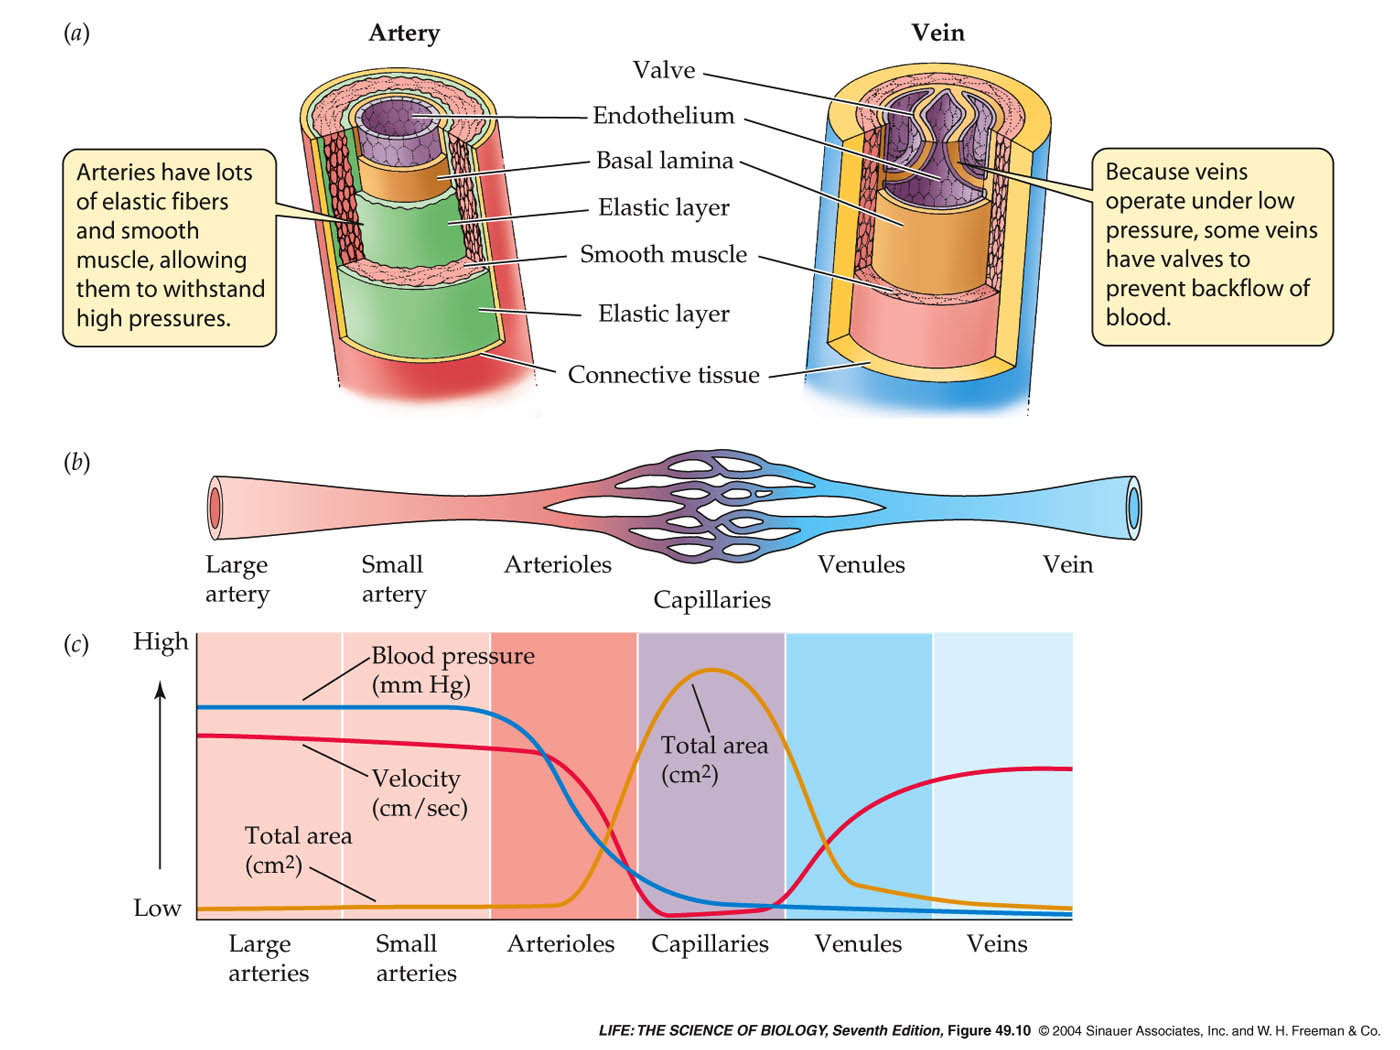 (a)
Artery
Vein
Valve
Endothelium
Basal lamina
Elastic layer
Smooth muscle
Elastic layer
Connective tissue
Arteries have lots
of elastic fibers
and smooth
muscle, allowing
them to withstand
high pressures.
Because veins
operate under low
pressure, some veins
have valves to
prevent backflow of
blood.
(b)
Large
artery
Small
artery
Arterioles
Capillaries
Venules
Vein
(c)
High
Low
Blood pressure
(mm Hg)
Velocity
(cm/sec)
Total area
(cm²)
Total area
(cm²)
Large
arteries
Small
arteries
Arterioles
Capillaries
Venules
Veins
LIFE: THE SCIENCE OF BIOLOGY, Seventh Edition, Figure 49.10 © 2004 Sinauer Associates, Inc. and W. H. Freeman & Co.